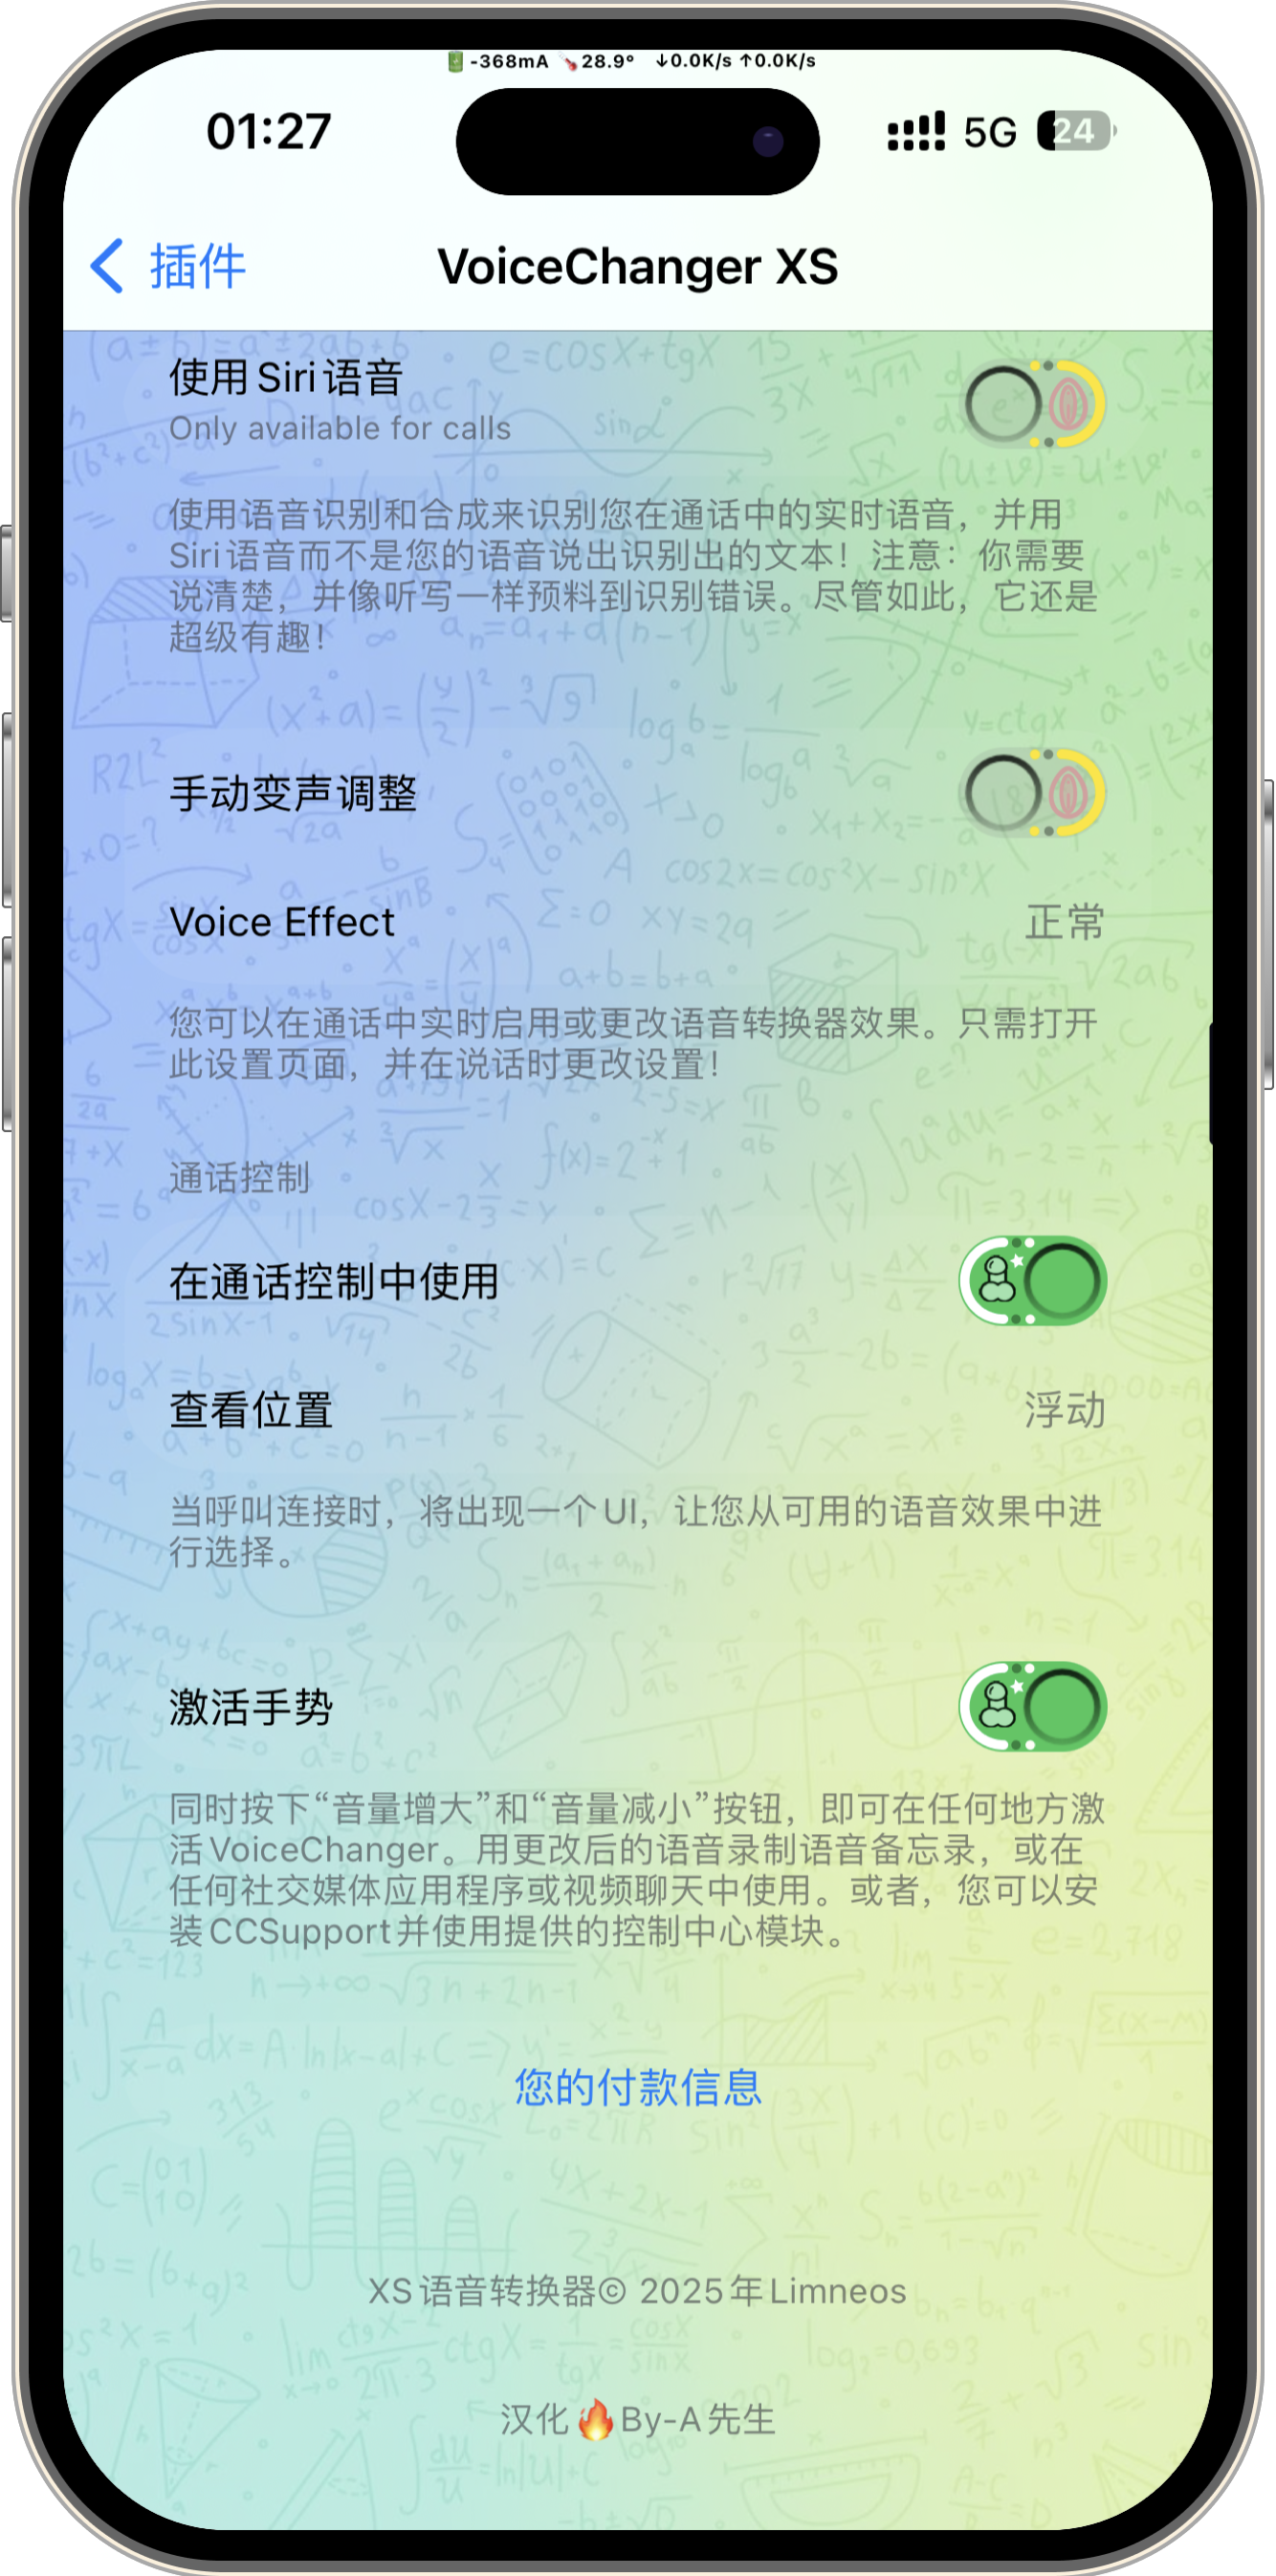 -368mA 28.9° ↓0.0K/s ↑0.0K/s
01:27 5G 24
插件 VoiceChanger XS
使用Siri语音
Only available for calls
使用语音识别和合成来识别您在通话中的实时语音，并用
Siri语音而不是您的语音说出识别出的文本！注意：你需要
说清楚，并像听写一样预料到识别错误。尽管如此，它还是
超级有趣！
手动变声调整
Voice Effect 正常
您可以在通话中实时启用或更改语音转换器效果。只需打开
此设置页面，并在说话时更改设置！
通话控制
在通话控制中使用
查看位置 浮动
当呼叫连接时，将出现一个UI，让您从可用的语音效果中进
行选择。
激活手势
同时按下“音量增大”和“音量减小”按钮，即可在任何地方激
活VoiceChanger。用更改后的语音录制语音备忘录，或在
任何社交媒体应用程序或视频聊天中使用。或者，您可以安
装CCSupport并使用提供的控制中心模块。
您的付款信息
XS语音转换器© 2025年Limneos
汉化🔥By-A先生